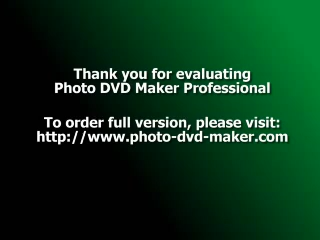 Thank you for evaluating
Photo DVD Maker Professional
To order full version, please visit:
http://www.photo-dvd-maker.com